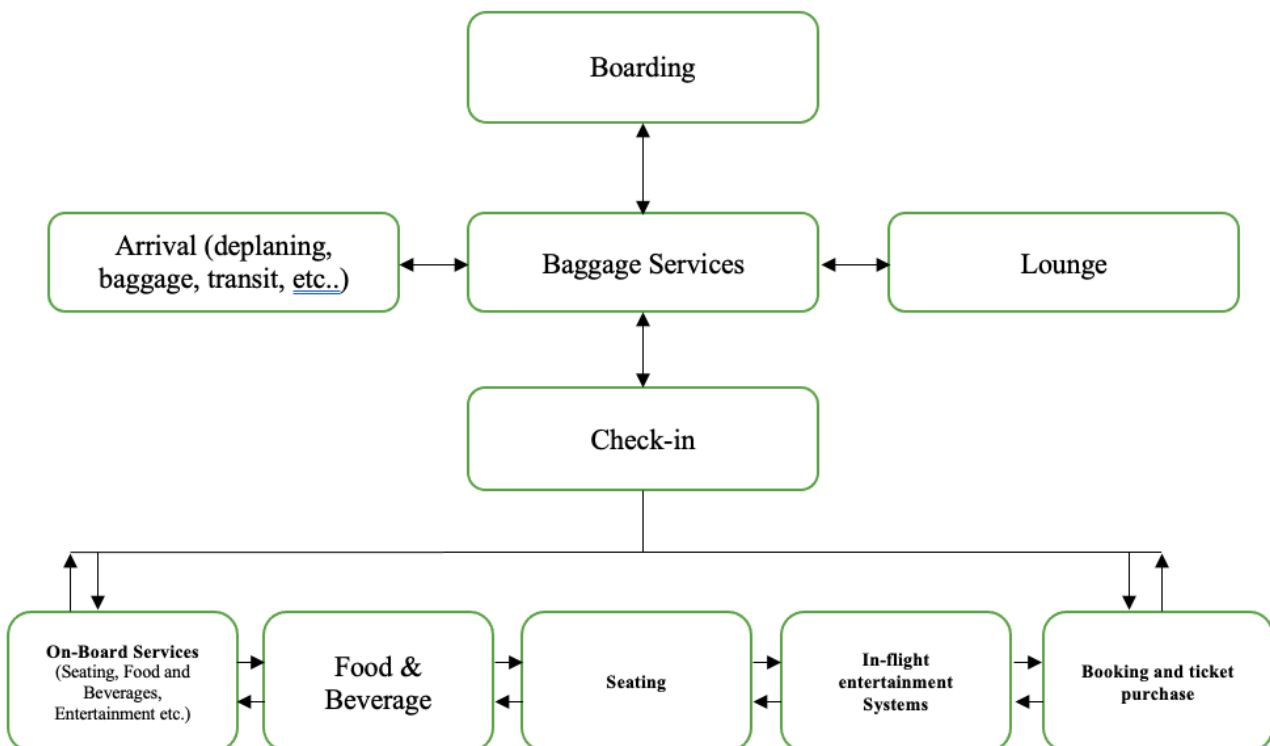 Boarding
Arrival (deplaning,
baggage, transit, etc..)
Baggage Services
Lounge
Check-in
On-Board Services
(Seating, Food and
Beverages,
Entertainment etc.)
Food &
Beverage
Seating
In-flight
entertainment
Systems
Booking and ticket
purchase